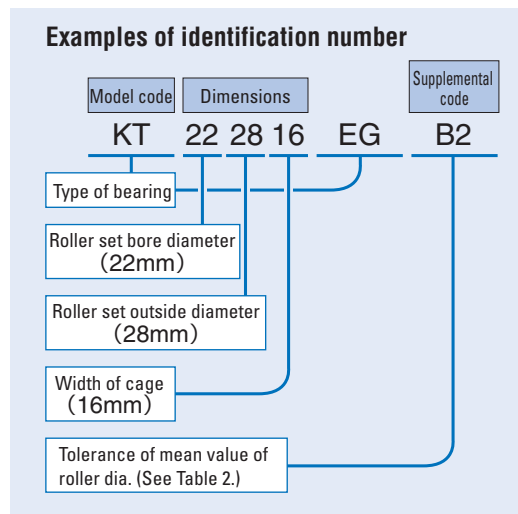 Examples of identification number
Model code
Dimensions
Supplemental
code
KT 22 28 16 EG B2
Type of bearing
Roller set bore diameter
（22mm）
Roller set outside diameter
（28mm）
Width of cage
（16mm）
Tolerance of mean value of
roller dia. (See Table 2.)